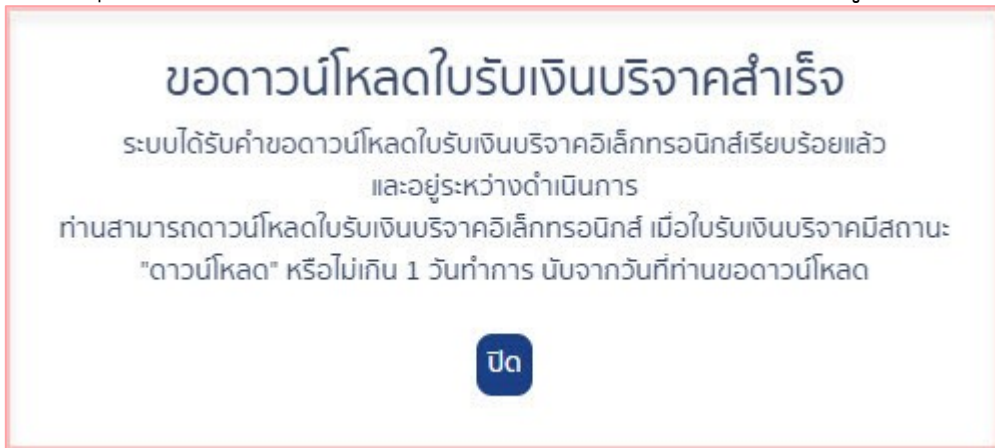 ขอดาวน์โหลดใบรับเงินบริจาคสำเร็จ
ระบบได้รับคำขอดาวน์โหลดใบรับเงินบริจาคอิเล็กทรอนิกส์เรียบร้อยแล้ว
และอยู่ระหว่างดำเนินการ
ท่านสามารถดาวน์โหลดใบรับเงินบริจาคอิเล็กทรอนิกส์ เมื่อใบรับเงินบริจาคมีสถานะ
"ดาวน์โหลด" หรือไม่เกิน 1 วันทำการ นับจากวันที่ท่านขอดาวน์โหลด
ปิด